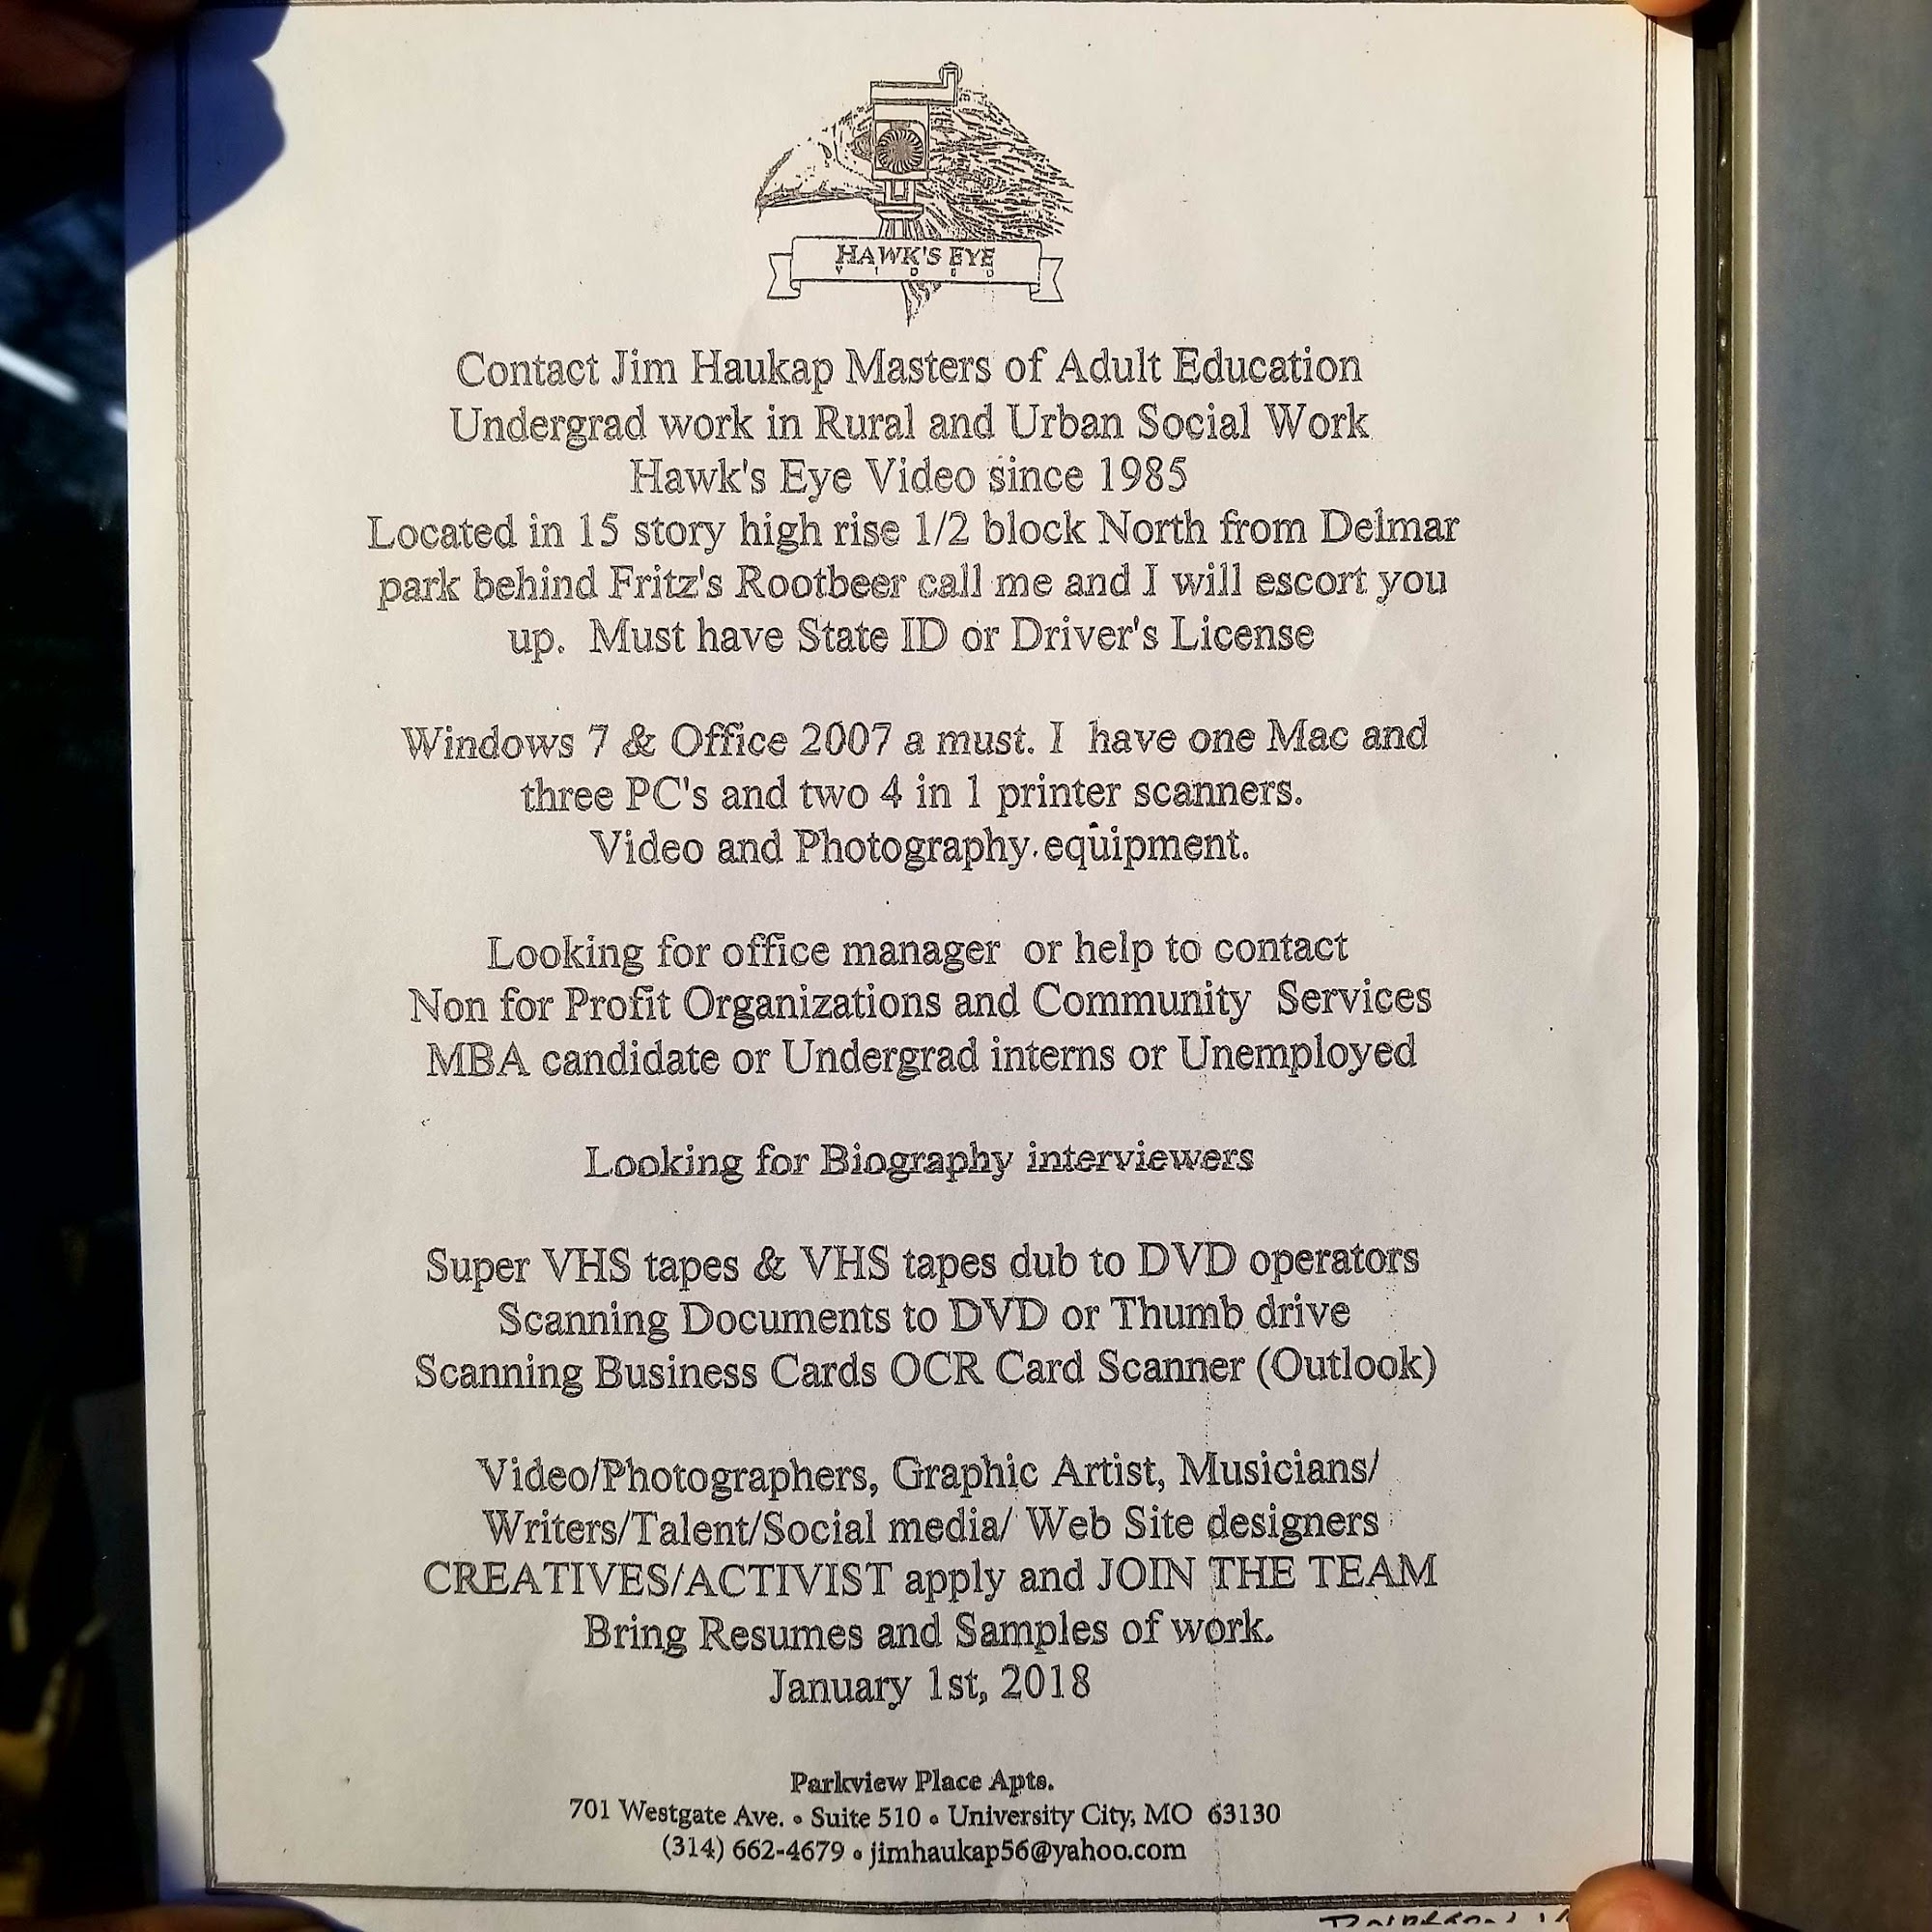 HAWK'S EYE
VIDEO
Contact Jim Haukap Masters of Adult Education
Undergrad work in Rural and Urban Social Work
Hawk's Eye Video since 1985
Located in 15 story high rise 1/2 block North from Delmar
park behind Fritz's Rootbeer call me and I will escort you
up. Must have State ID or Driver's License
Windows 7 & Office 2007 a must. I have one Mac and
three PC's and two 4 in 1 printer scanners.
Video and Photography equipment.
Looking for office manager or help to contact
Non for Profit Organizations and Community Services
MBA candidate or Undergrad interns or Unemployed
Looking for Biography interviewers
Super VHS tapes & VHS tapes dub to DVD operators
Scanning Documents to DVD or Thumb drive
Scanning Business Cards OCR Card Scanner (Outlook)
Video/Photographers, Graphic Artist, Musicians/
Writers/Talent/Social media/ Web Site designers
CREATIVES/ACTIVIST apply and JOIN THE TEAM
Bring Resumes and Samples of work.
January 1st, 2018
Parkview Place Apts.
701 Westgate Ave. • Suite 510 • University City, MO 63130
(314) 662-4679 • jimhaukap56@yahoo.com